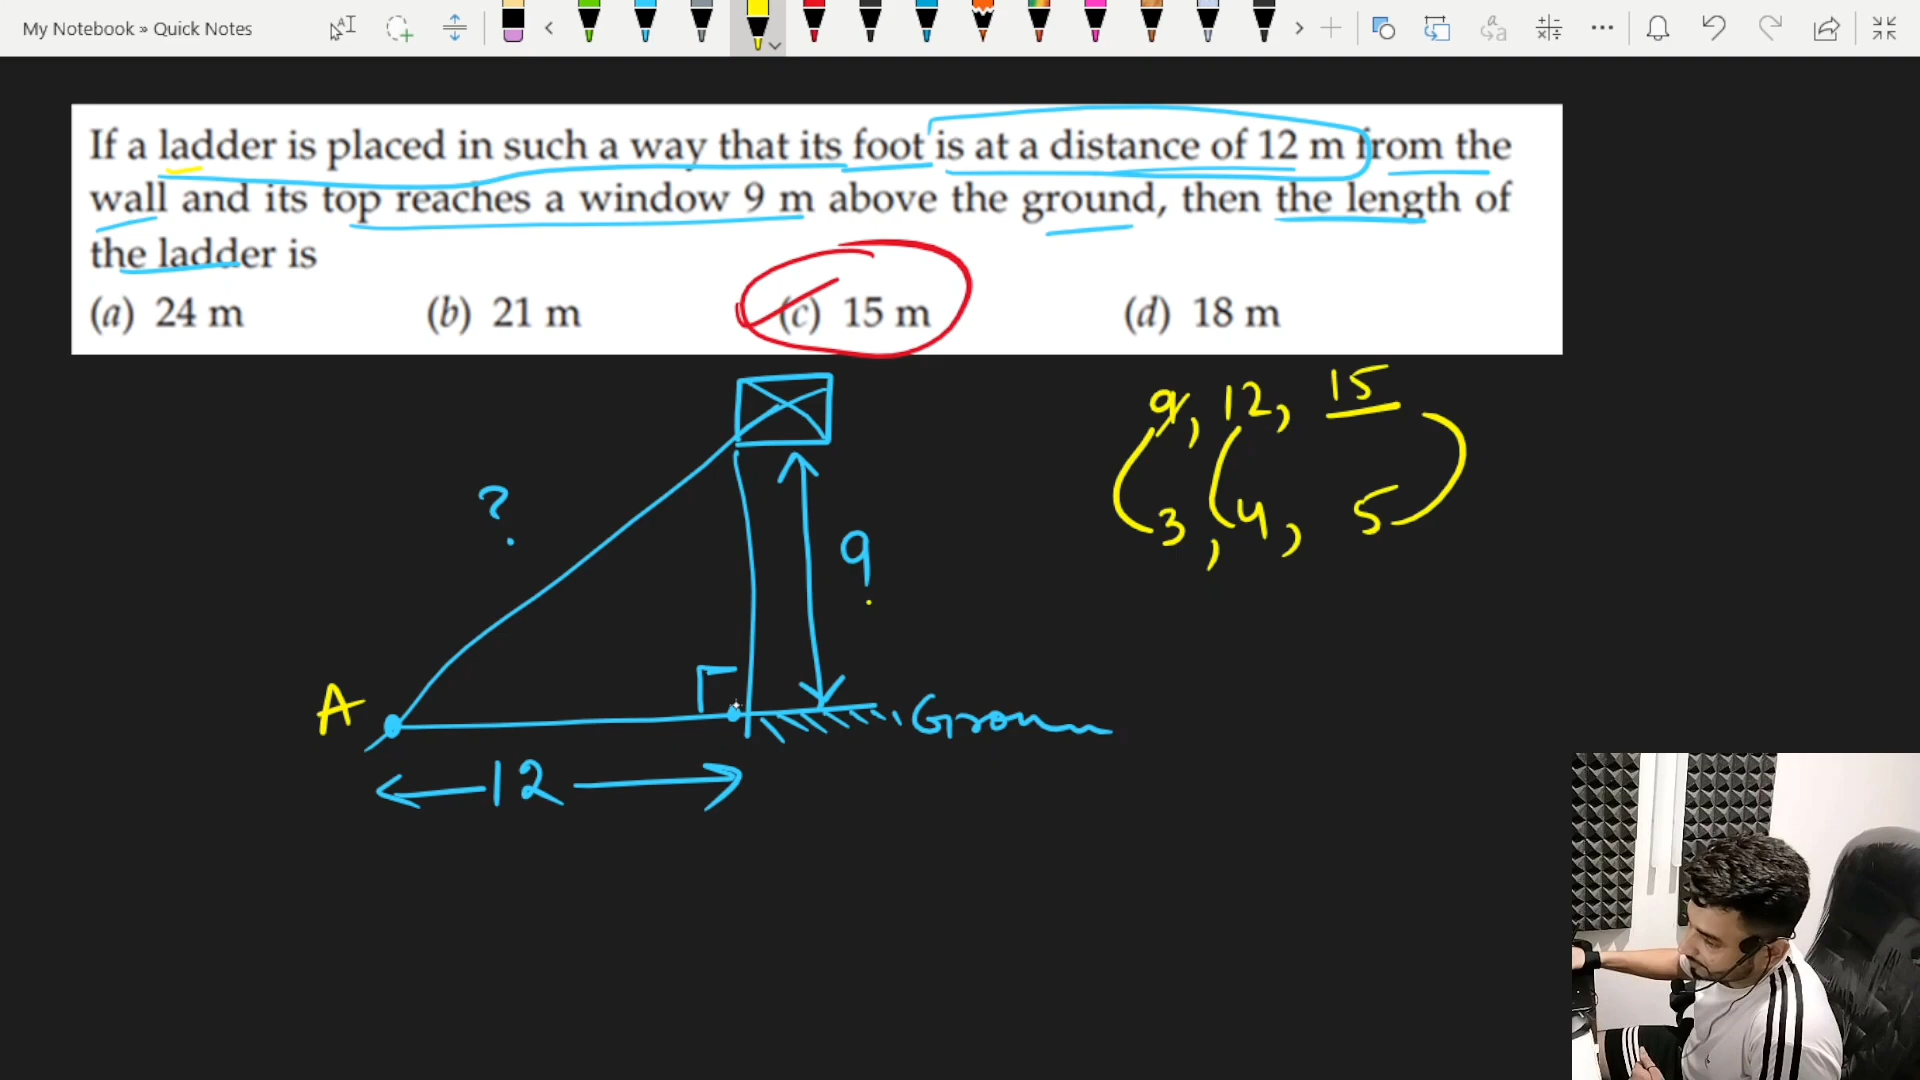 My Notebook » Quick Notes
If a ladder is placed in such a way that its foot is at a distance of 12 m from the
wall and its top reaches a window 9 m above the ground, then the length of
the ladder is
(a) 24 m (b) 21 m (c) 15 m (d) 18 m
9, 12, 15
3, 4, 5
?
9
A
Groun
12